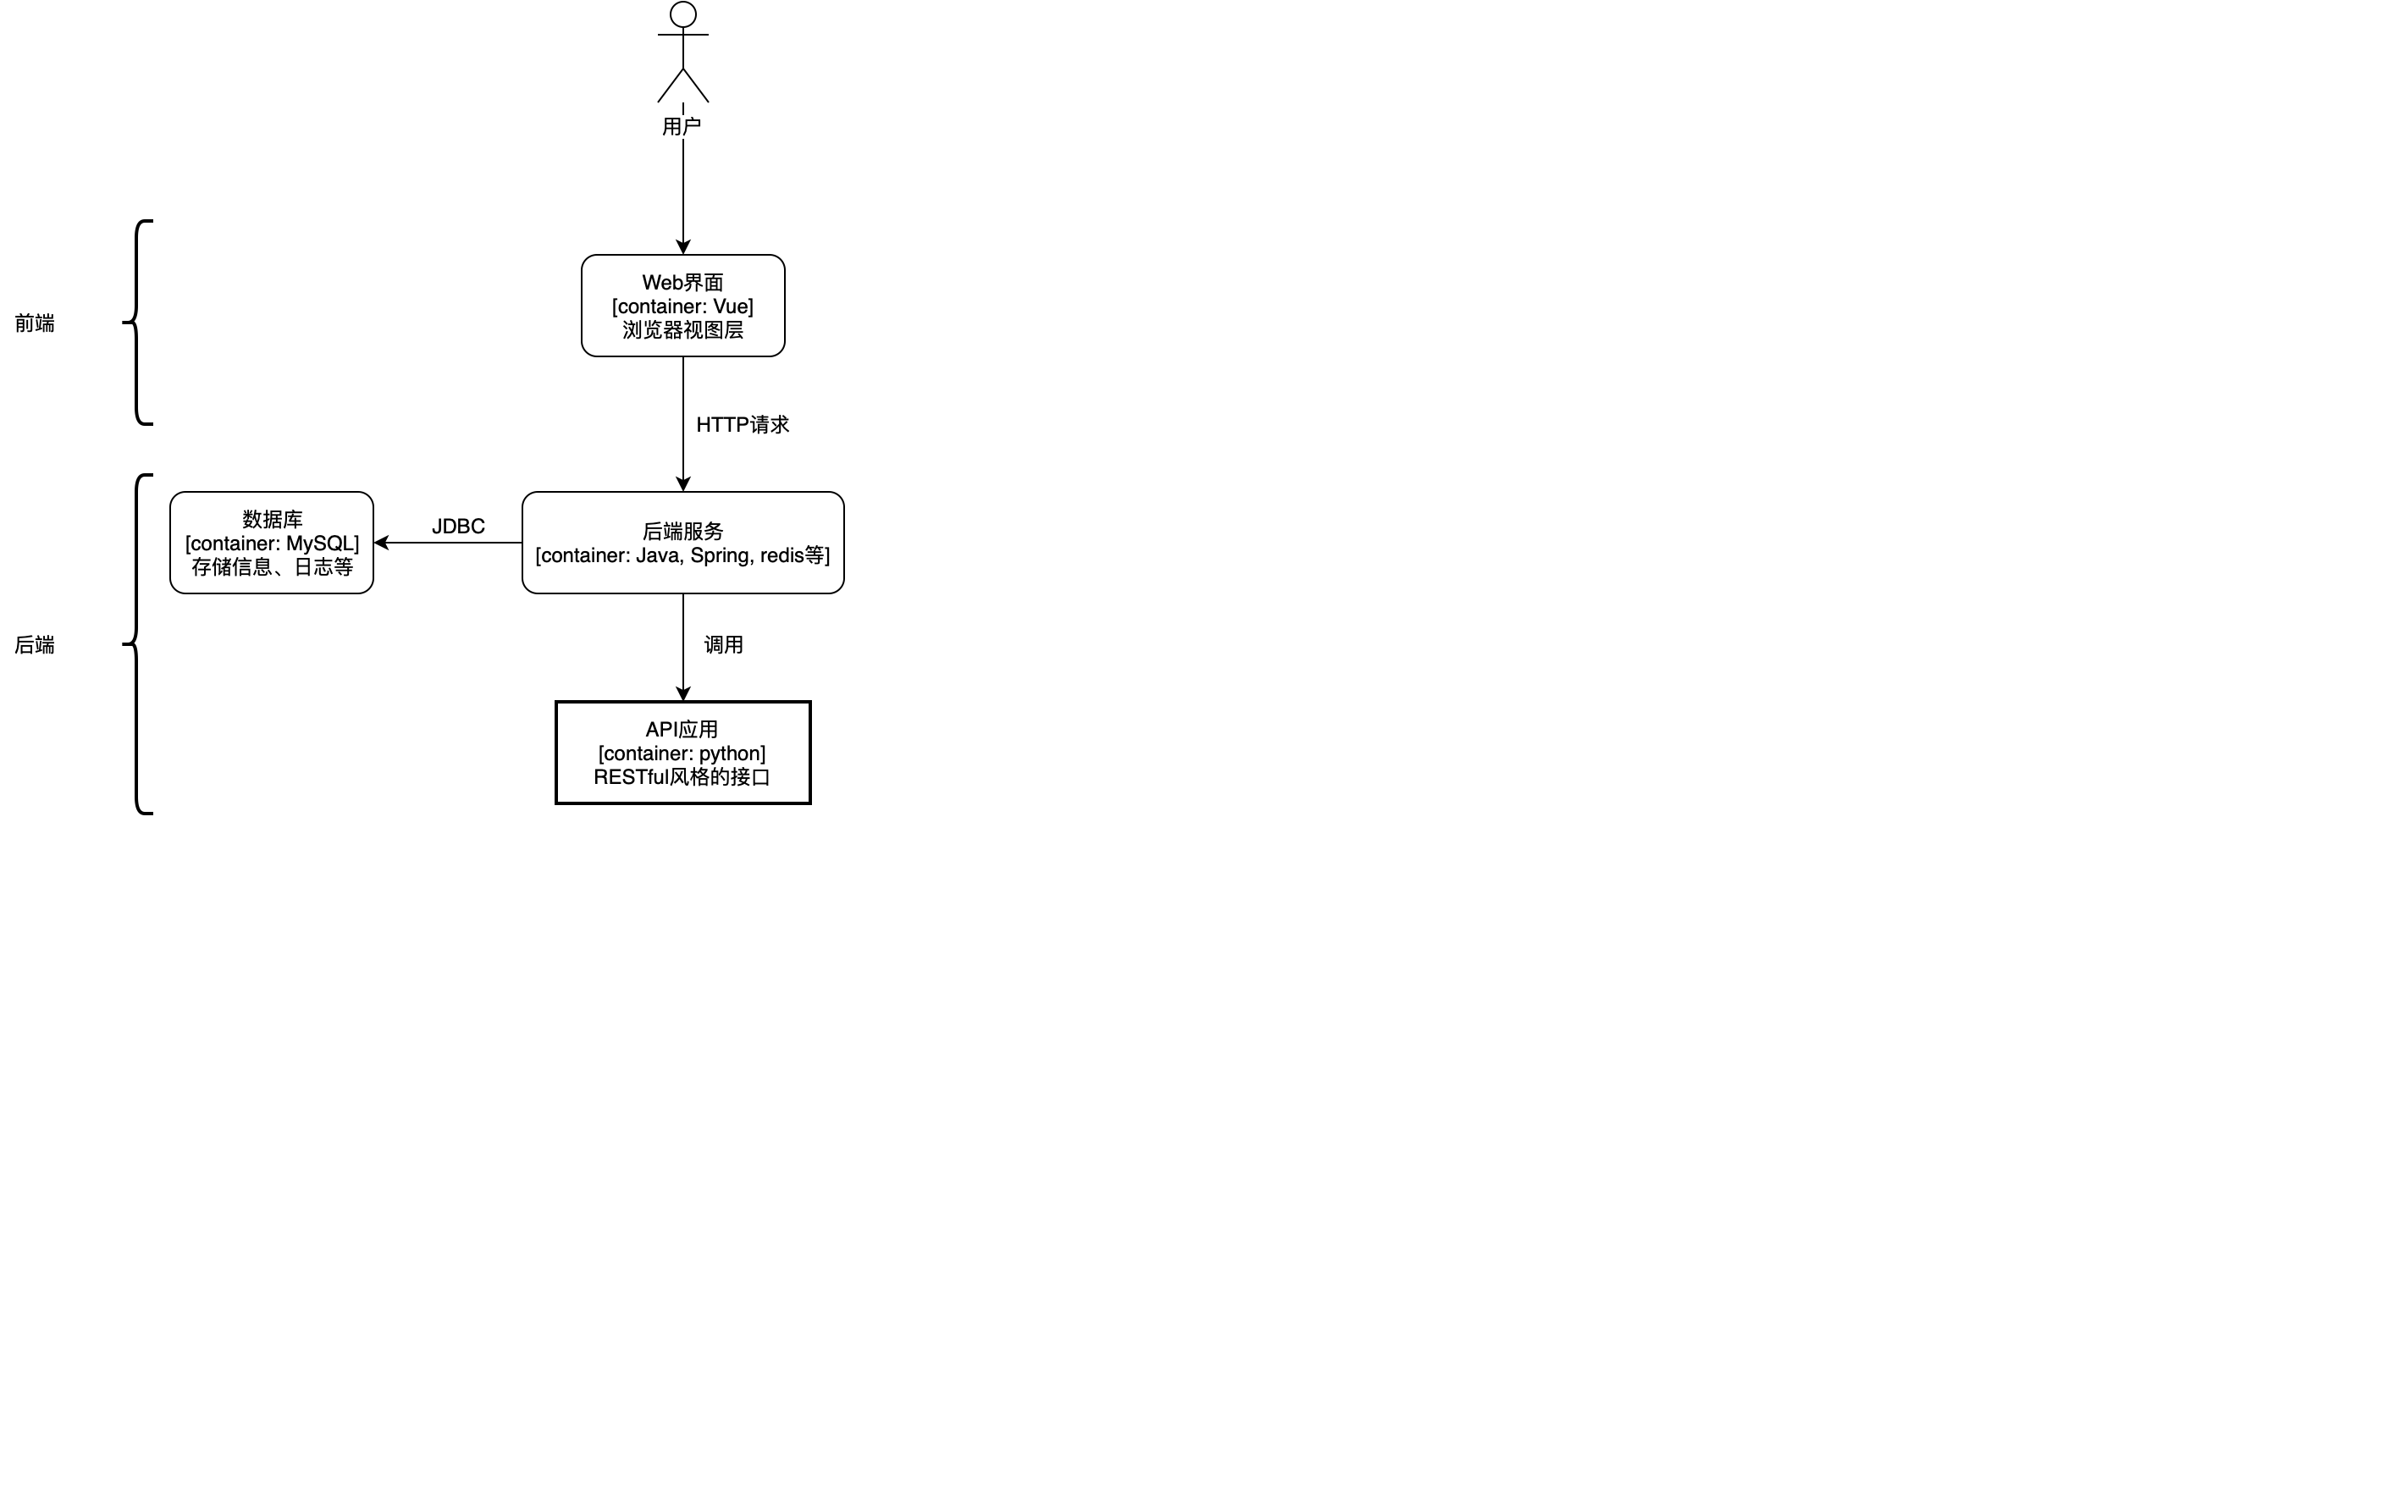 用户
前端
Web界面
[container: Vue]
浏览器视图层
HTTP请求
数据库
[container: MySQL]
存储信息、日志等
JDBC
后端服务
[container: Java, Spring, redis等]
后端
调用
API应用
[container: python]
RESTful风格的接口